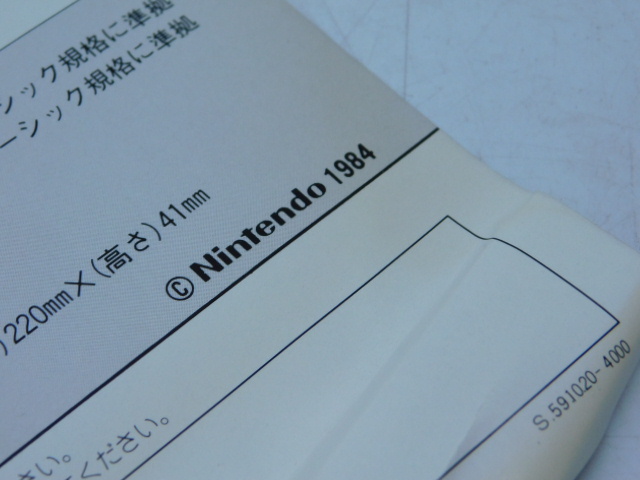 シック規格に準拠
ーシック規格に準拠
)220mm×(高さ)41mm
© Nintendo 1984
さい。
ください。
S.591020-4000